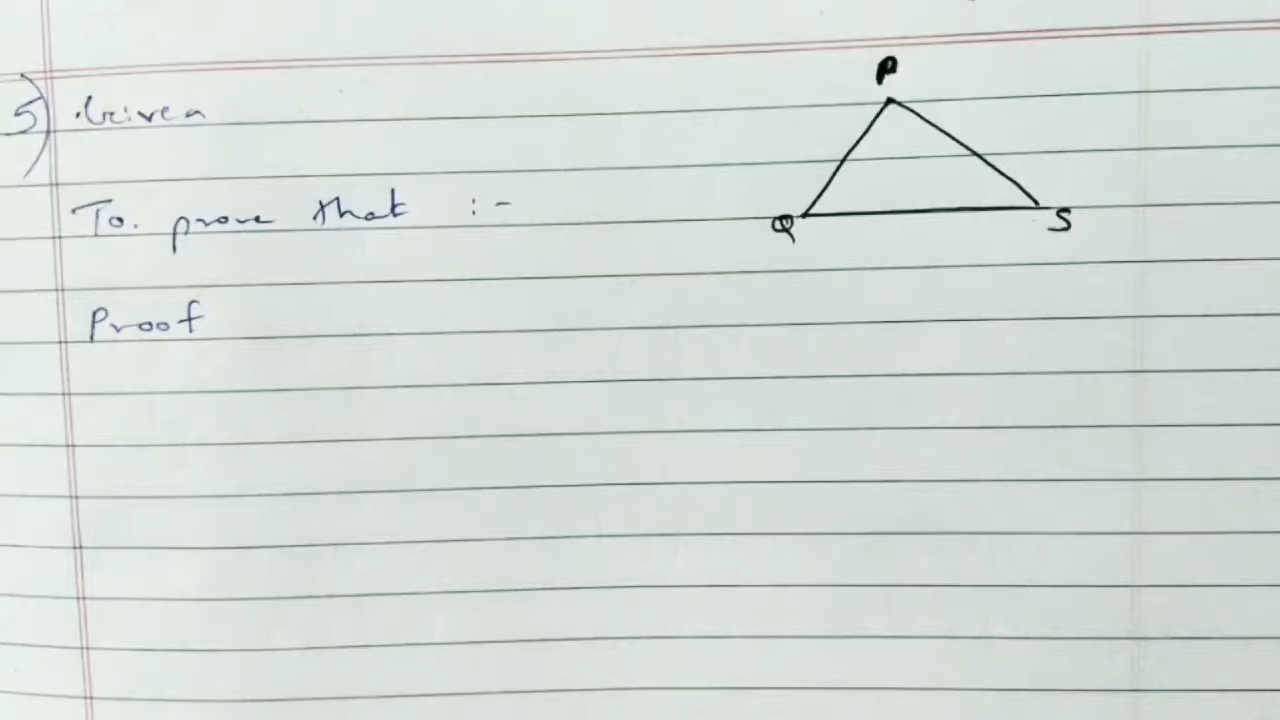 P
5) Given
To. prove that :-
Q S
Proof